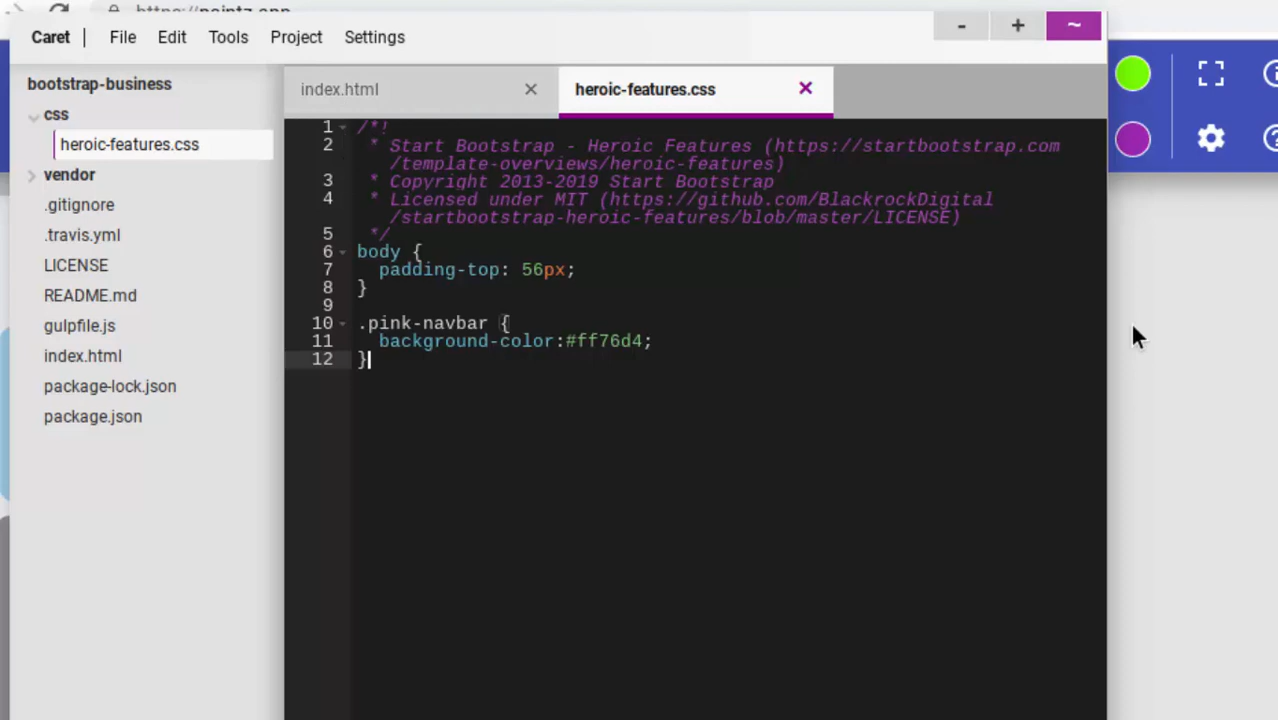 Caret | File Edit Tools Project Settings - + ~
bootstrap-business
css
heroic-features.css
vendor
.gitignore
.travis.yml
LICENSE
README.md
gulpfile.js
index.html
package-lock.json
package.json
index.html × heroic-features.css ×
1 /*!
2 * Start Bootstrap - Heroic Features (https://startbootstrap.com
/template-overviews/heroic-features)
3 * Copyright 2013-2019 Start Bootstrap
4 * Licensed under MIT (https://github.com/BlackrockDigital
/startbootstrap-heroic-features/blob/master/LICENSE)
5 */
6 body {
7 padding-top: 56px;
8 }
9
10 .pink-navbar {
11 background-color:#ff76d4;
12 }